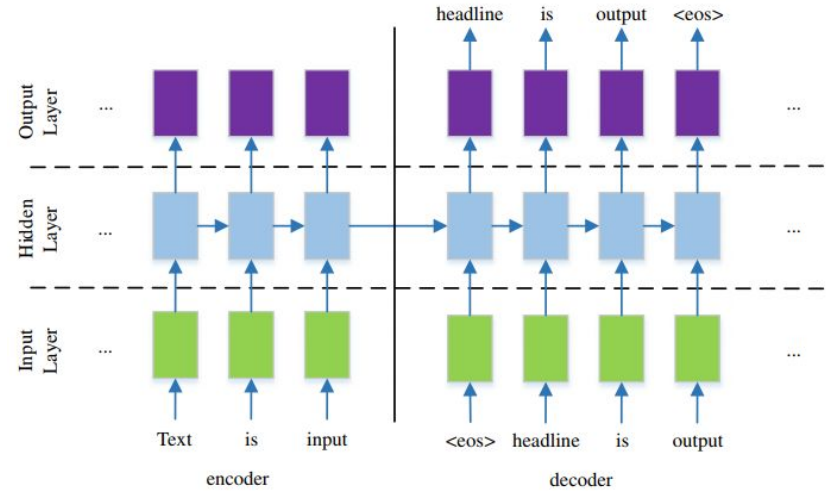 headline is output <eos>
Output
Layer
... ...
Hidden
Layer
... ...
Input
Layer
... ...
Text is input <eos> headline is output
encoder decoder